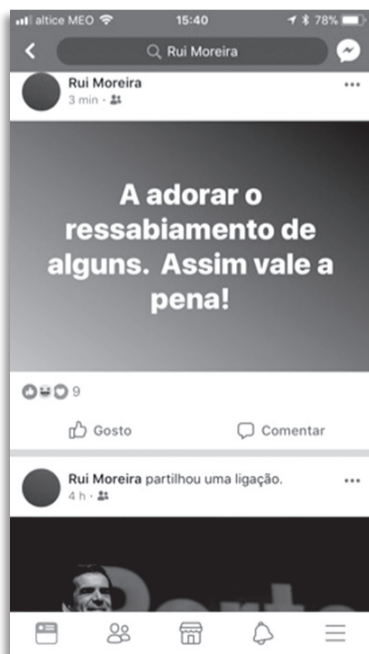 altice MEO 15:40 78%
Rui Moreira
Rui Moreira
3 min ·
A adorar o
ressabiamento de
alguns. Assim vale a
pena!
9
Gosto Comentar
Rui Moreira partilhou uma ligação.
4 h ·
Porto